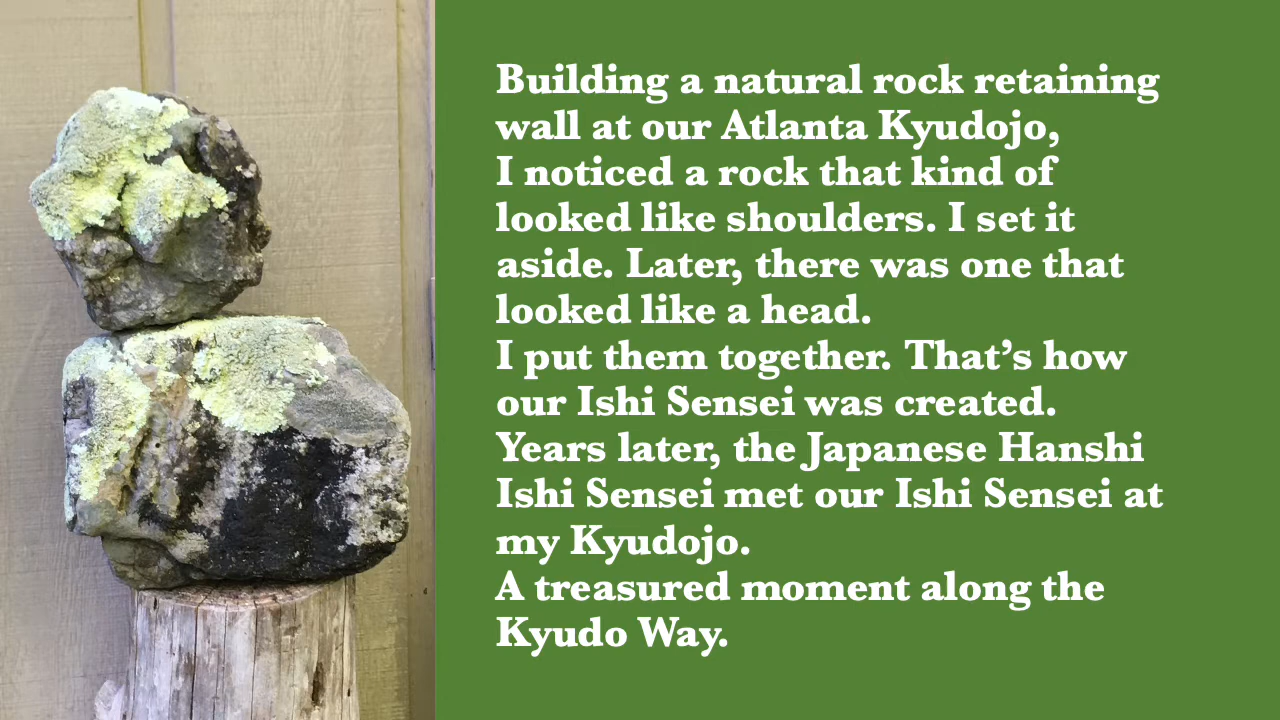 Building a natural rock retaining
wall at our Atlanta Kyudojo,
I noticed a rock that kind of
looked like shoulders. I set it
aside. Later, there was one that
looked like a head.
I put them together. That’s how
our Ishi Sensei was created.
Years later, the Japanese Hanshi
Ishi Sensei met our Ishi Sensei at
my Kyudojo.
A treasured moment along the
Kyudo Way.